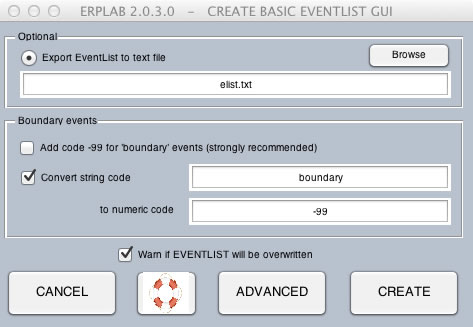 ERPLAB 2.0.3.0 - CREATE BASIC EVENTLIST GUI
Optional
Export EventList to text file
Browse
elist.txt
Boundary events
Add code -99 for 'boundary' events (strongly recommended)
Convert string code
boundary
to numeric code
-99
Warn if EVENTLIST will be overwritten
CANCEL
ADVANCED
CREATE